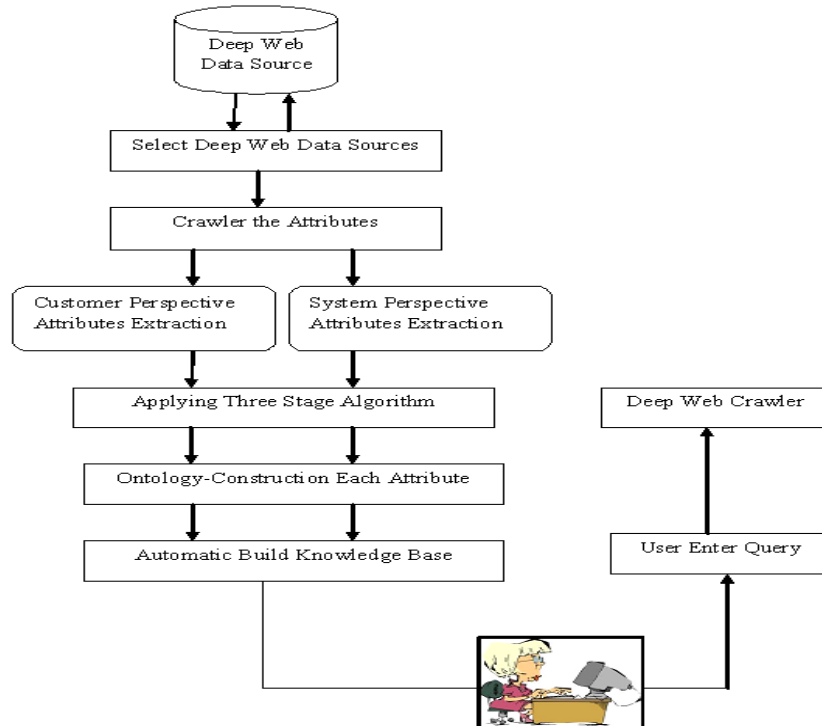 Deep Web
Data Source
Select Deep Web Data Sources
Crawler the Attributes
Customer Perspective
Attributes Extraction
System Perspective
Attributes Extraction
Applying Three Stage Algorithm
Deep Web Crawler
Ontology-Construction Each Attribute
Automatic Build Knowledge Base
User Enter Query